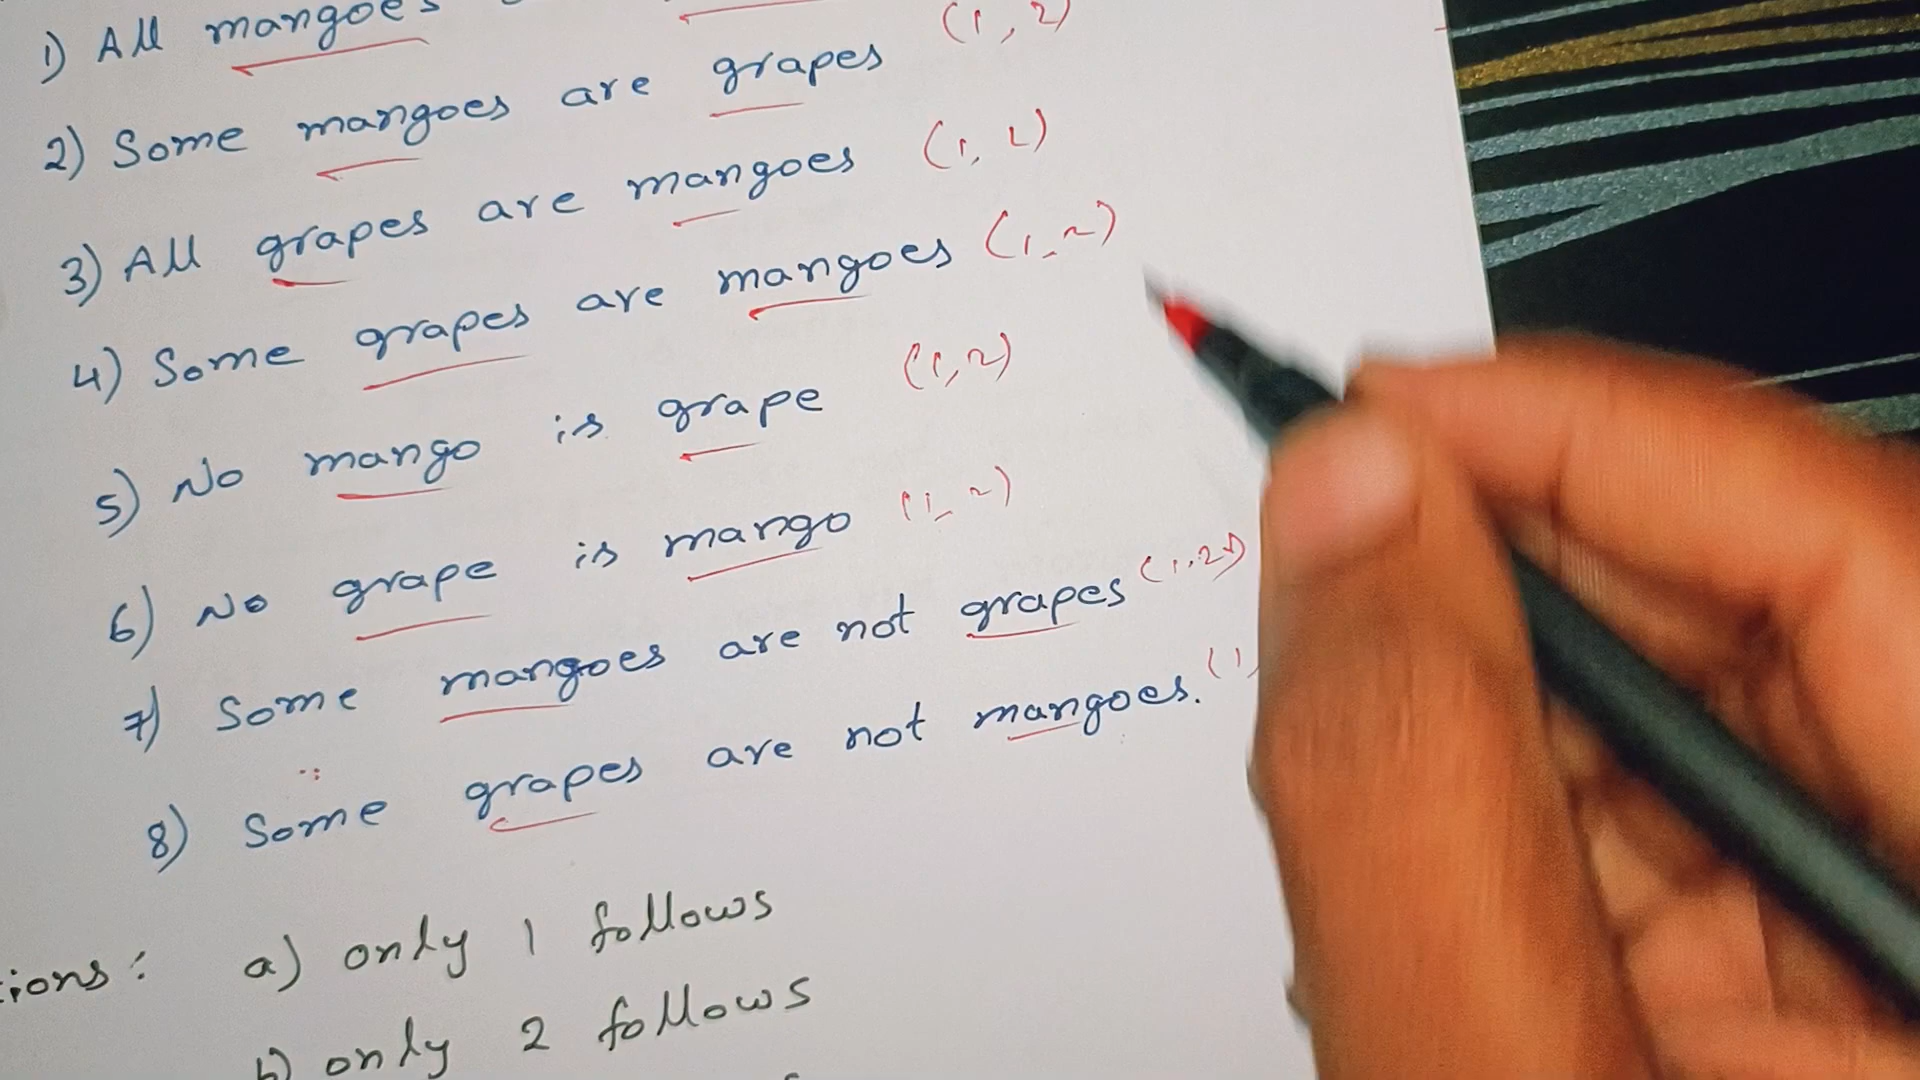 1) All mangoes
2) Some mangoes are grapes (1, 2)
3) All grapes are mangoes (1, 2)
4) Some grapes are mangoes (1, 2)
5) No mango is grape (1, 2)
6) No grape is mango (1, 2)
7) Some mangoes are not grapes (1, 2)
8) Some grapes are not mangoes. (1,
tions: a) only 1 follows
b) only 2 follows